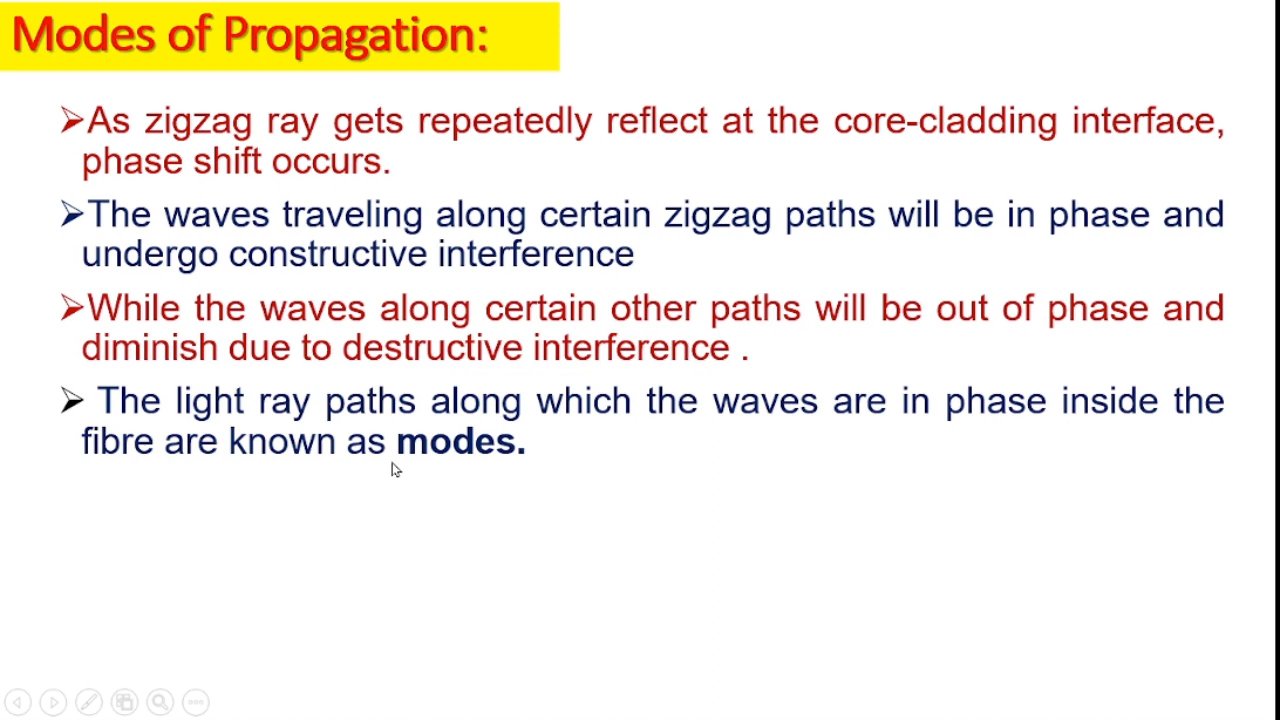 Modes of Propagation:
➢As zigzag ray gets repeatedly reflect at the core-cladding interface,
phase shift occurs.
➢The waves traveling along certain zigzag paths will be in phase and
undergo constructive interference
➢While the waves along certain other paths will be out of phase and
diminish due to destructive interference .
➢ The light ray paths along which the waves are in phase inside the
fibre are known as modes.